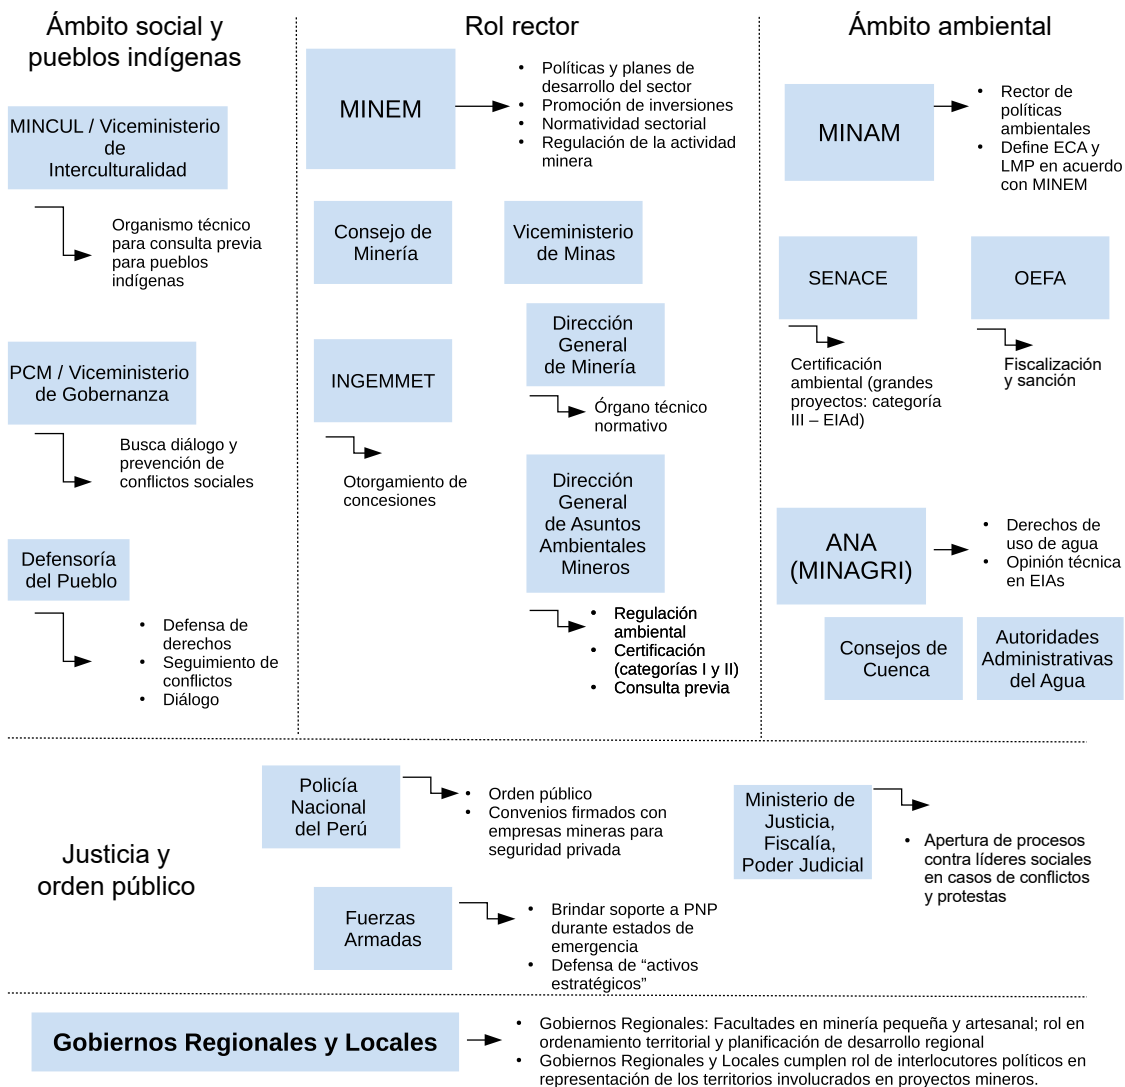 Ámbito social y
pueblos indígenas
MINCUL / Viceministerio
de
Interculturalidad
Organismo técnico
para consulta previa
para pueblos
indígenas
PCM / Viceministerio
de Gobernanza
Busca diálogo y
prevención de
conflictos sociales
Defensoría
del Pueblo
• Defensa de
derechos
• Seguimiento de
conflictos
• Diálogo
Rol rector
MINEM
• Políticas y planes de
desarrollo del sector
• Promoción de inversiones
• Normatividad sectorial
• Regulación de la actividad
minera
Consejo de
Minería
Viceministerio
de Minas
INGEMMET
Otorgamiento de
concesiones
Dirección
General
de Minería
Órgano técnico
normativo
Dirección
General
de Asuntos
Ambientales
Mineros
• Regulación
ambiental
• Certificación
(categorías I y II)
• Consulta previa
Ámbito ambiental
MINAM
• Rector de
políticas
ambientales
• Define ECA y
LMP en acuerdo
con MINEM
SENACE
Certificación
ambiental (grandes
proyectos: categoría
III – EIAd)
OEFA
Fiscalización
y sanción
ANA
(MINAGRI)
• Derechos de
uso de agua
• Opinión técnica
en EIAs
Consejos de
Cuenca
Autoridades
Administrativas
del Agua
Justicia y
orden público
Policía
Nacional
del Perú
• Orden público
• Convenios firmados con
empresas mineras para
seguridad privada
Fuerzas
Armadas
• Brindar soporte a PNP
durante estados de
emergencia
• Defensa de “activos
estratégicos”
Ministerio de
Justicia,
Fiscalía,
Poder Judicial
• Apertura de procesos
contra líderes sociales
en casos de conflictos
y protestas
Gobiernos Regionales y Locales
• Gobiernos Regionales: Facultades en minería pequeña y artesanal; rol en
ordenamiento territorial y planificación de desarrollo regional
• Gobiernos Regionales y Locales cumplen rol de interlocutores políticos en
representación de los territorios involucrados en proyectos mineros.